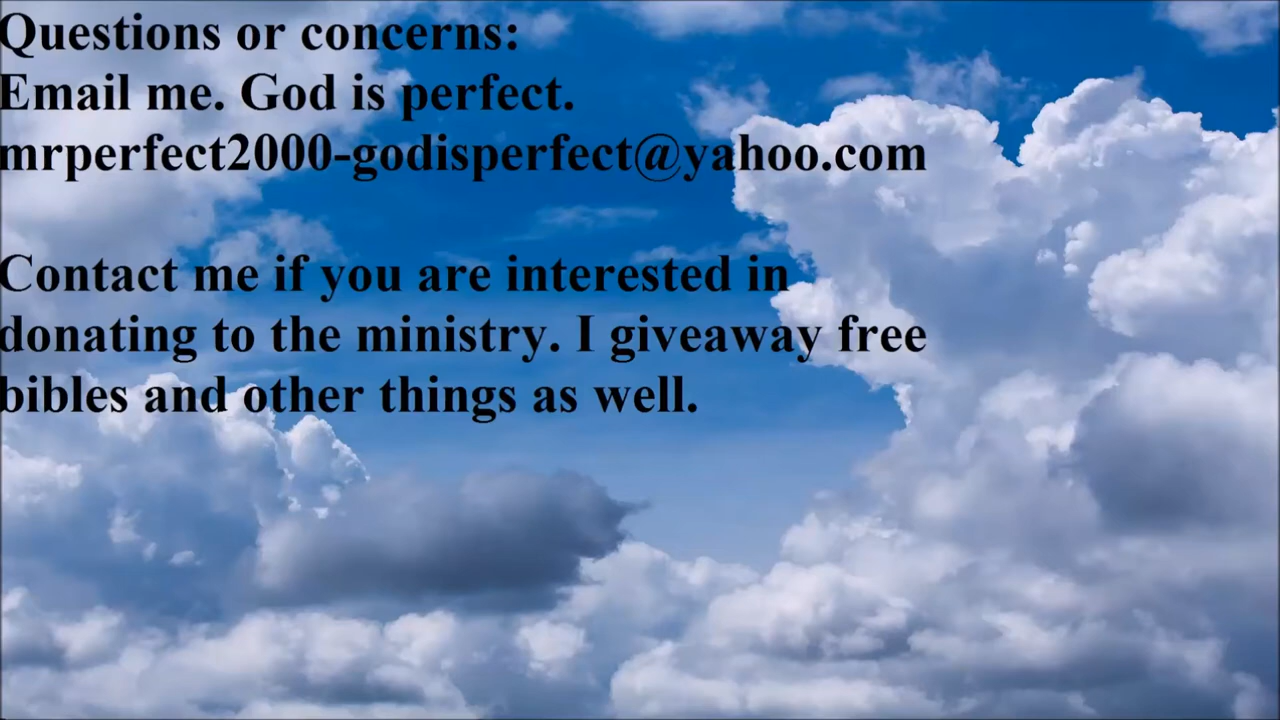 Questions or concerns:
Email me. God is perfect.
mrperfect2000-godisperfect@yahoo.com
Contact me if you are interested in
donating to the ministry. I giveaway free
bibles and other things as well.